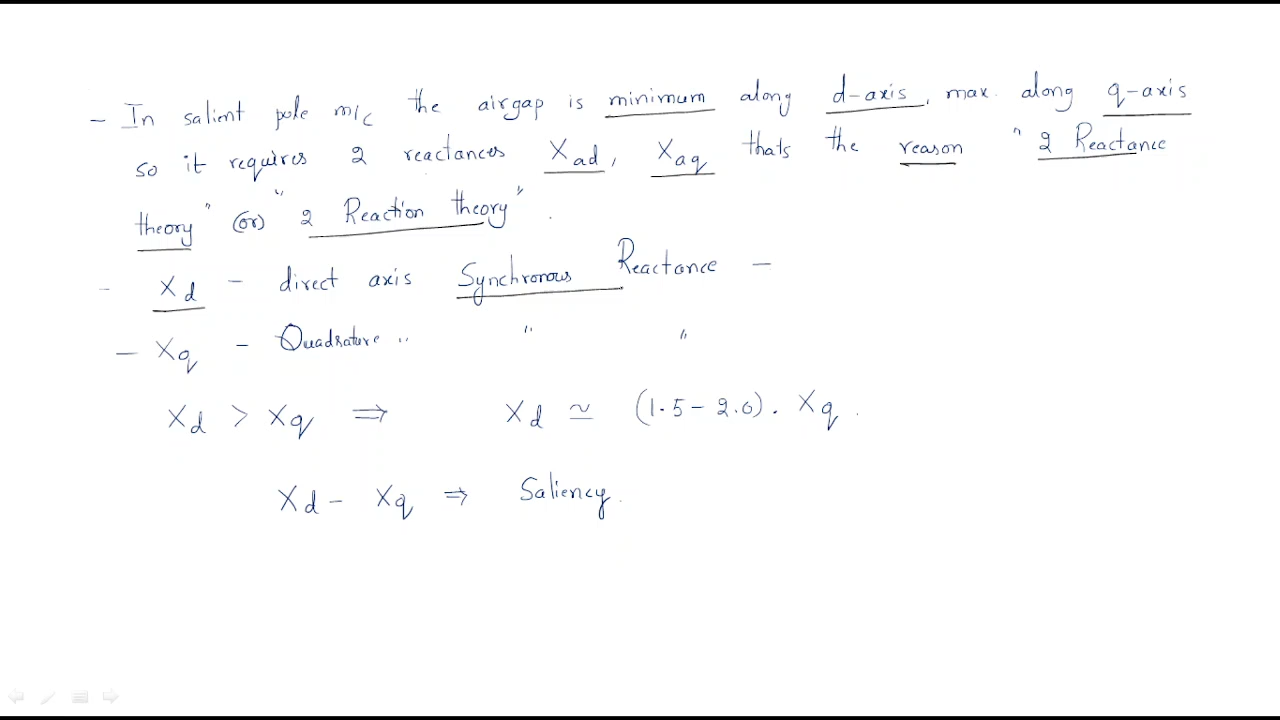 - In salient pole m/c the airgap is minimum along d-axis, max. along q-axis
so it requires 2 reactances Xad, Xaq thats the reason "2 Reactance
theory" (or) "2 Reaction theory".
- Xd - direct axis Synchronous Reactance -
- Xq - Quadrature " " "
Xd > Xq ⇒ Xd ≃ (1.5 - 2.0). Xq.
Xd - Xq ⇒ Saliency.